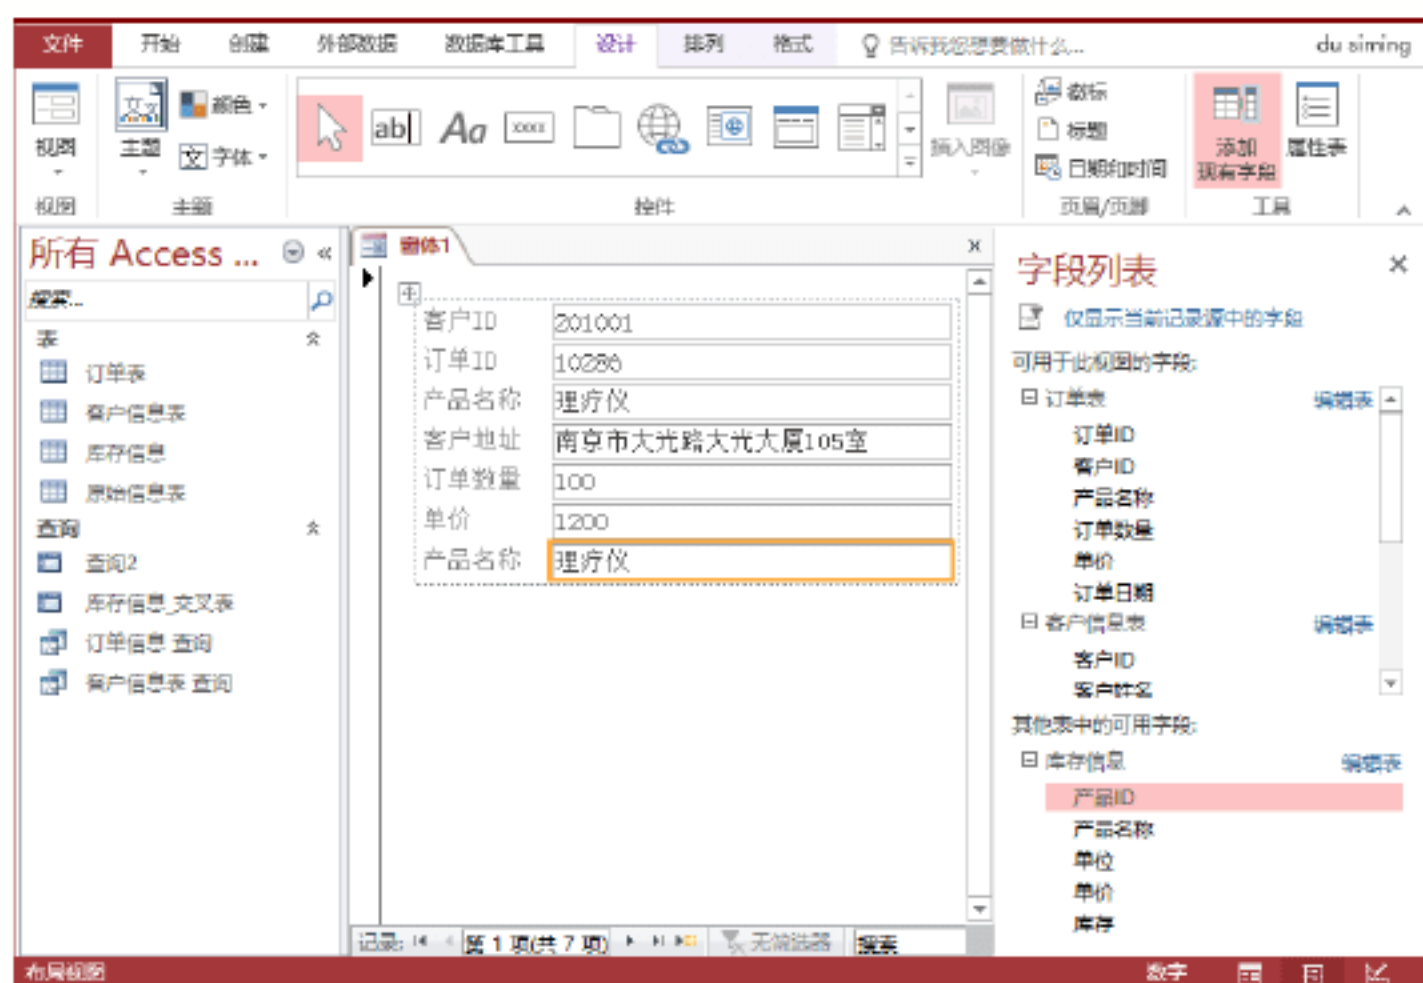 文件 开始 创建 外部数据 数据库工具 设计 排列 格式 告诉我您想要做什么... du siming
视图 主题 颜色 字体 ab Aa xxxx 插入图像 徽标 标题 日期和时间 添加现有字段 属性表
视图 主题 控件 页眉/页脚 工具
所有 Access ...
搜索...
表
订单表
客户信息表
库存信息
原始信息表
查询
查询2
库存信息_交叉表
订单信息 查询
客户信息表 查询
窗体1
客户ID 201001
订单ID 10286
产品名称 理疗仪
客户地址 南京市大光路大光大厦105室
订单数量 100
单价 1200
产品名称 理疗仪
记录: 第 1 项(共 7 项) 无筛选器 搜索
字段列表
仅显示当前记录源中的字段
可用于此视图的字段:
订单表 编辑表
订单ID
客户ID
产品名称
订单数量
单价
订单日期
客户信息表 编辑表
客户ID
客户姓名
其他表中的可用字段:
库存信息 编辑表
产品ID
产品名称
单位
单价
库存
布局视图 数字